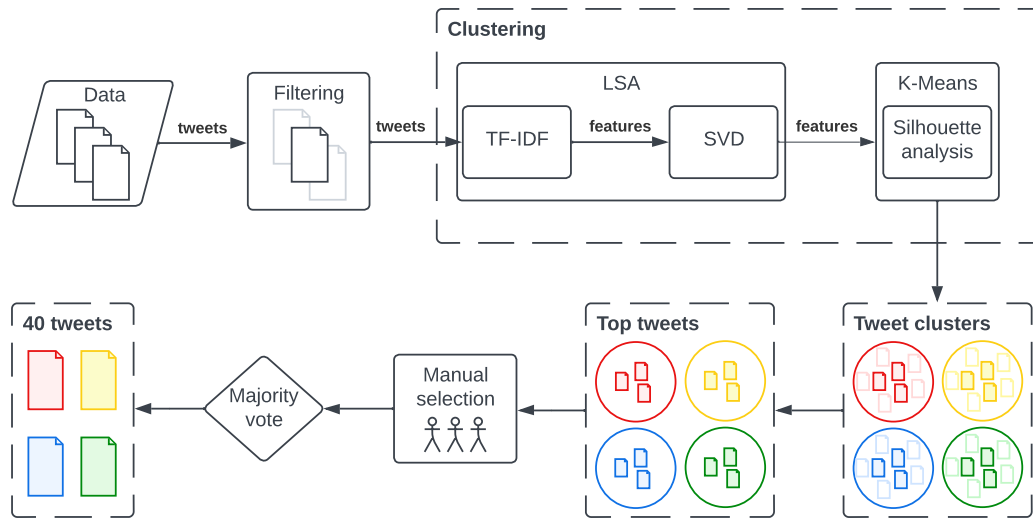 Clustering
Data
tweets
Filtering
tweets
LSA
TF-IDF
features
SVD
features
K-Means
Silhouette
analysis
40 tweets
Majority
vote
Manual
selection
Top tweets
Tweet clusters